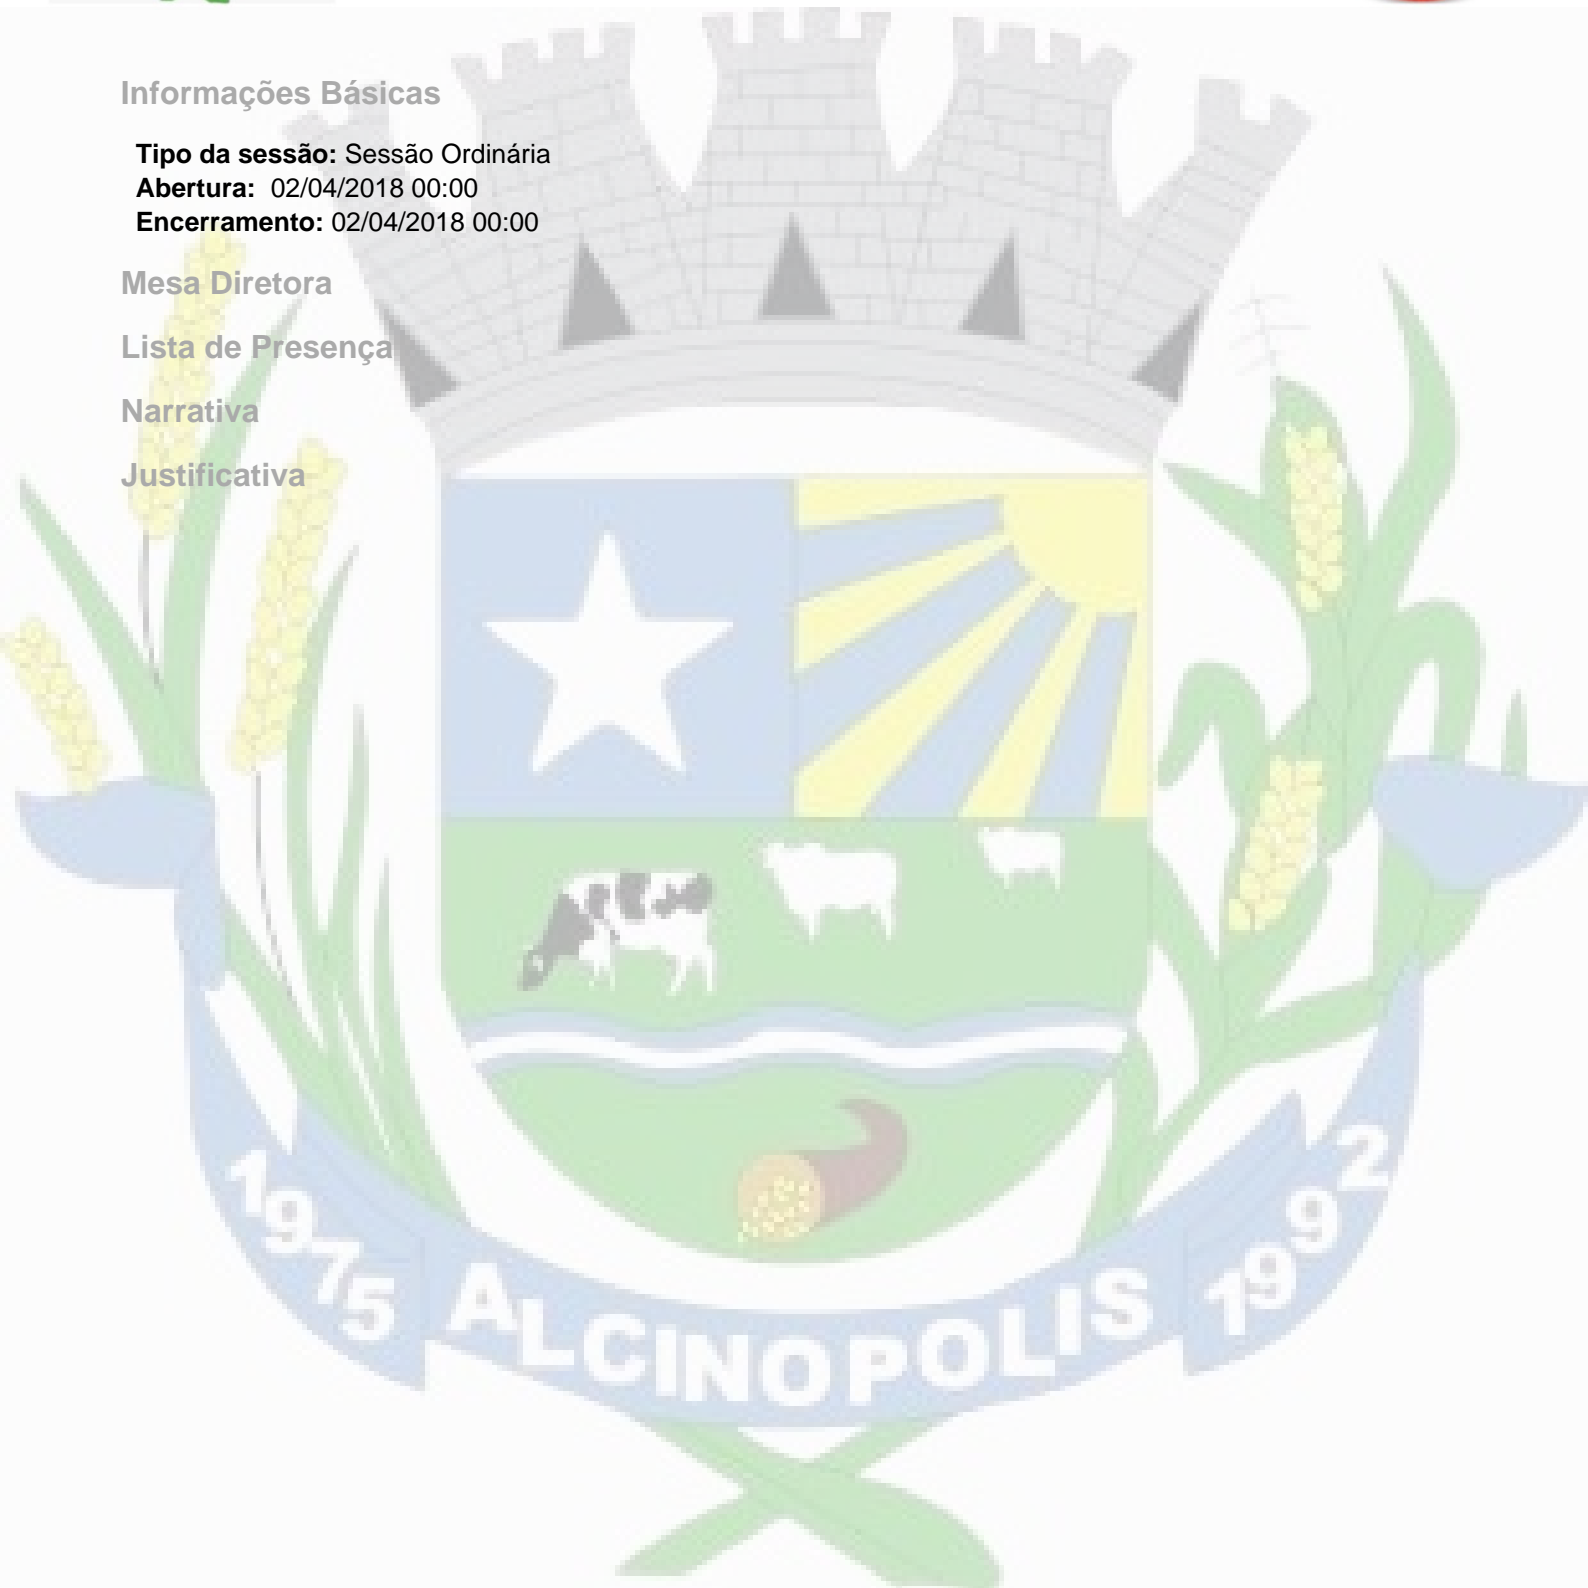 Informações Básicas
Tipo da sessão: Sessão Ordinária
Abertura: 02/04/2018 00:00
Encerramento: 02/04/2018 00:00
Mesa Diretora
Lista de Presença
Narrativa
Justificativa
1975 ALCINOPOLIS 1992